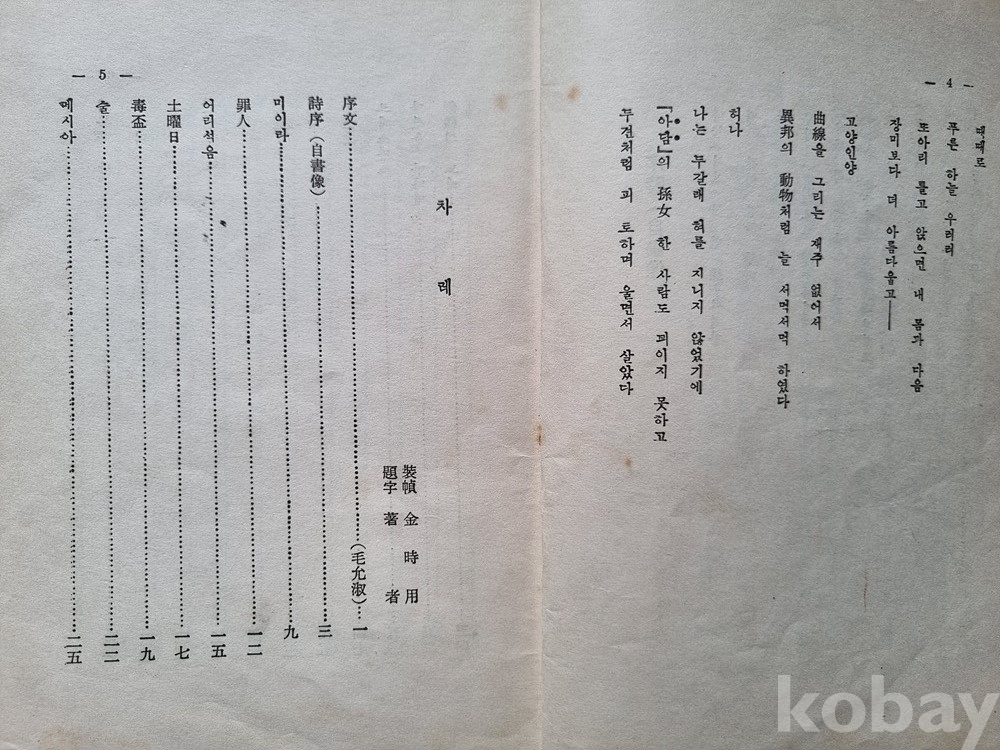 — 4 —
때때로
푸른 하늘 우러러
또아리 틀고 앉으면 내 몸과 마음
장미보다 더 아름다웁고——
고양인양
曲線을 그리는 재주 없어서
異邦의 動物처럼 늘 서먹서먹 하였다
허나
나는 두갈래 혀를 지니지 않었기에
『아담』의 孫女 한 사람도 꾀이지 못하고
두견처럼 피 토하며 울면서 살았다
— 5 —
차 레
裝幀 金時用
題字 著者
序文……(毛允淑)…一
詩序(自書像)……三
미이라……九
罪人……一二
어리석음……一五
土曜日……一七
毒盃……一九
술……二二
메시아……二五
kobay